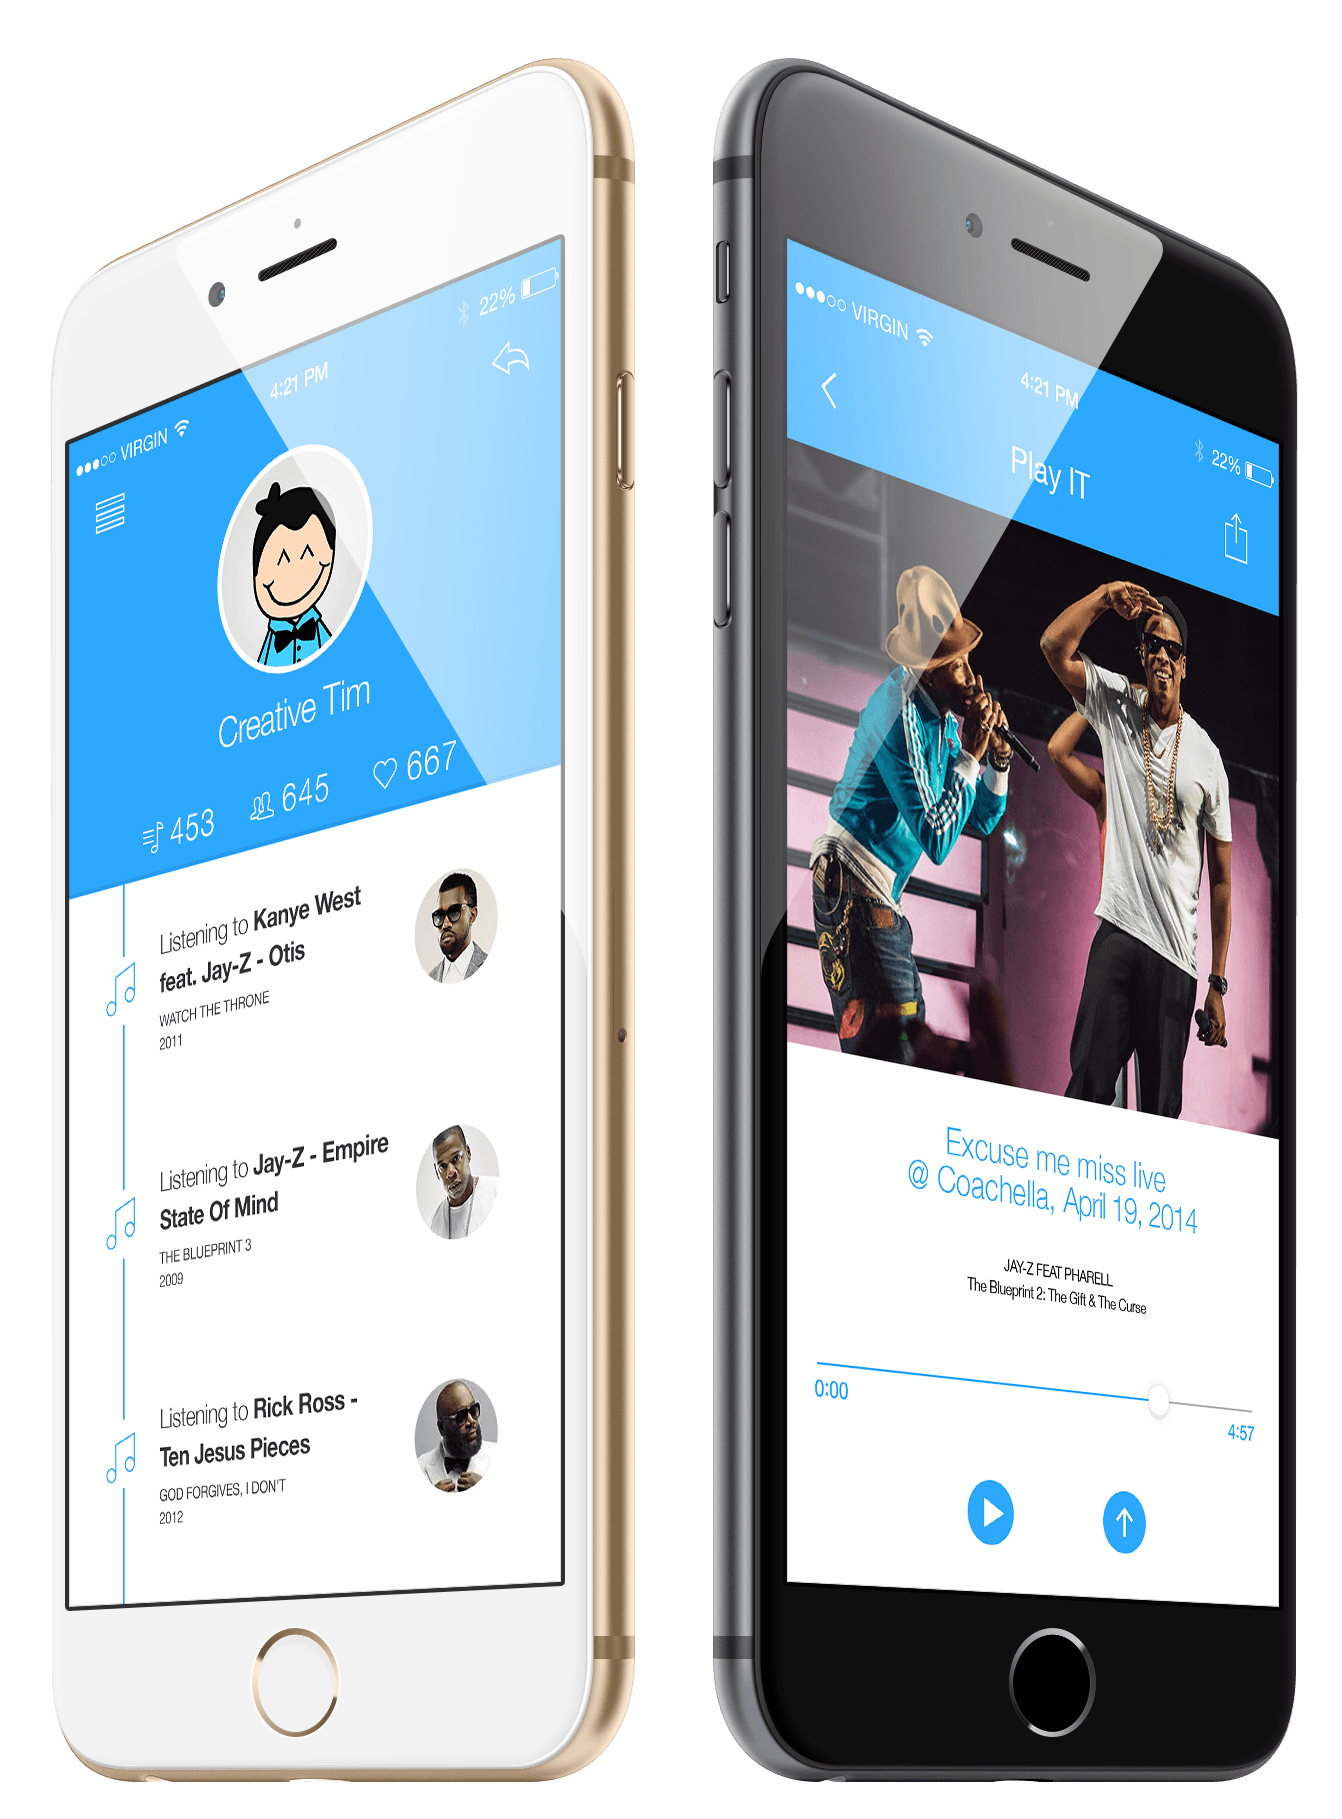 VIRGIN
4:21 PM
22%
Creative Tim
453
645
667
Listening to Kanye West
feat. Jay-Z - Otis
WATCH THE THRONE
2011
Listening to Jay-Z - Empire
State Of Mind
THE BLUEPRINT 3
2009
Listening to Rick Ross -
Ten Jesus Pieces
GOD FORGIVES, I DON'T
2012
VIRGIN
4:21 PM
22%
Play IT
Excuse me miss live
@ Coachella, April 19, 2014
JAY-Z FEAT PHARELL
The Blueprint 2: The Gift & The Curse
0:00
4:57